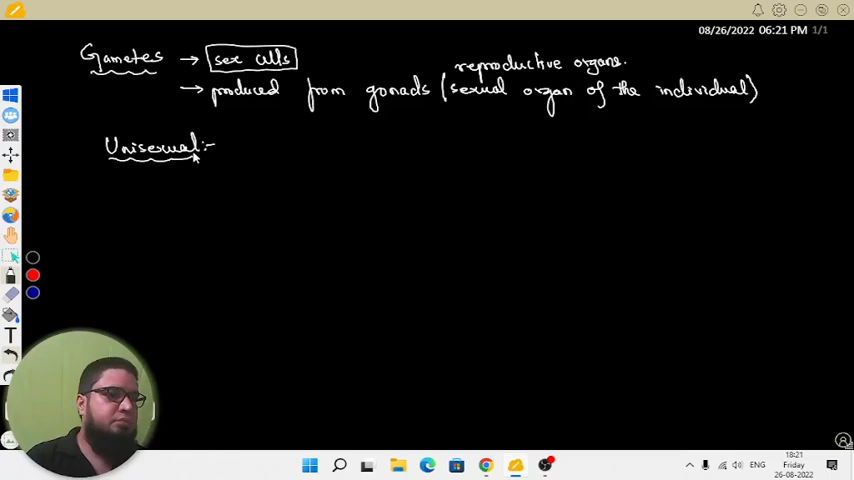 08/26/2022 06:21 PM 1/1
Gametes → sex cells
reproductive organs.
→ produced from gonads (sexual organ of the individual)
Unisexual:-
T
ENG
18:21
Friday
26-08-2022